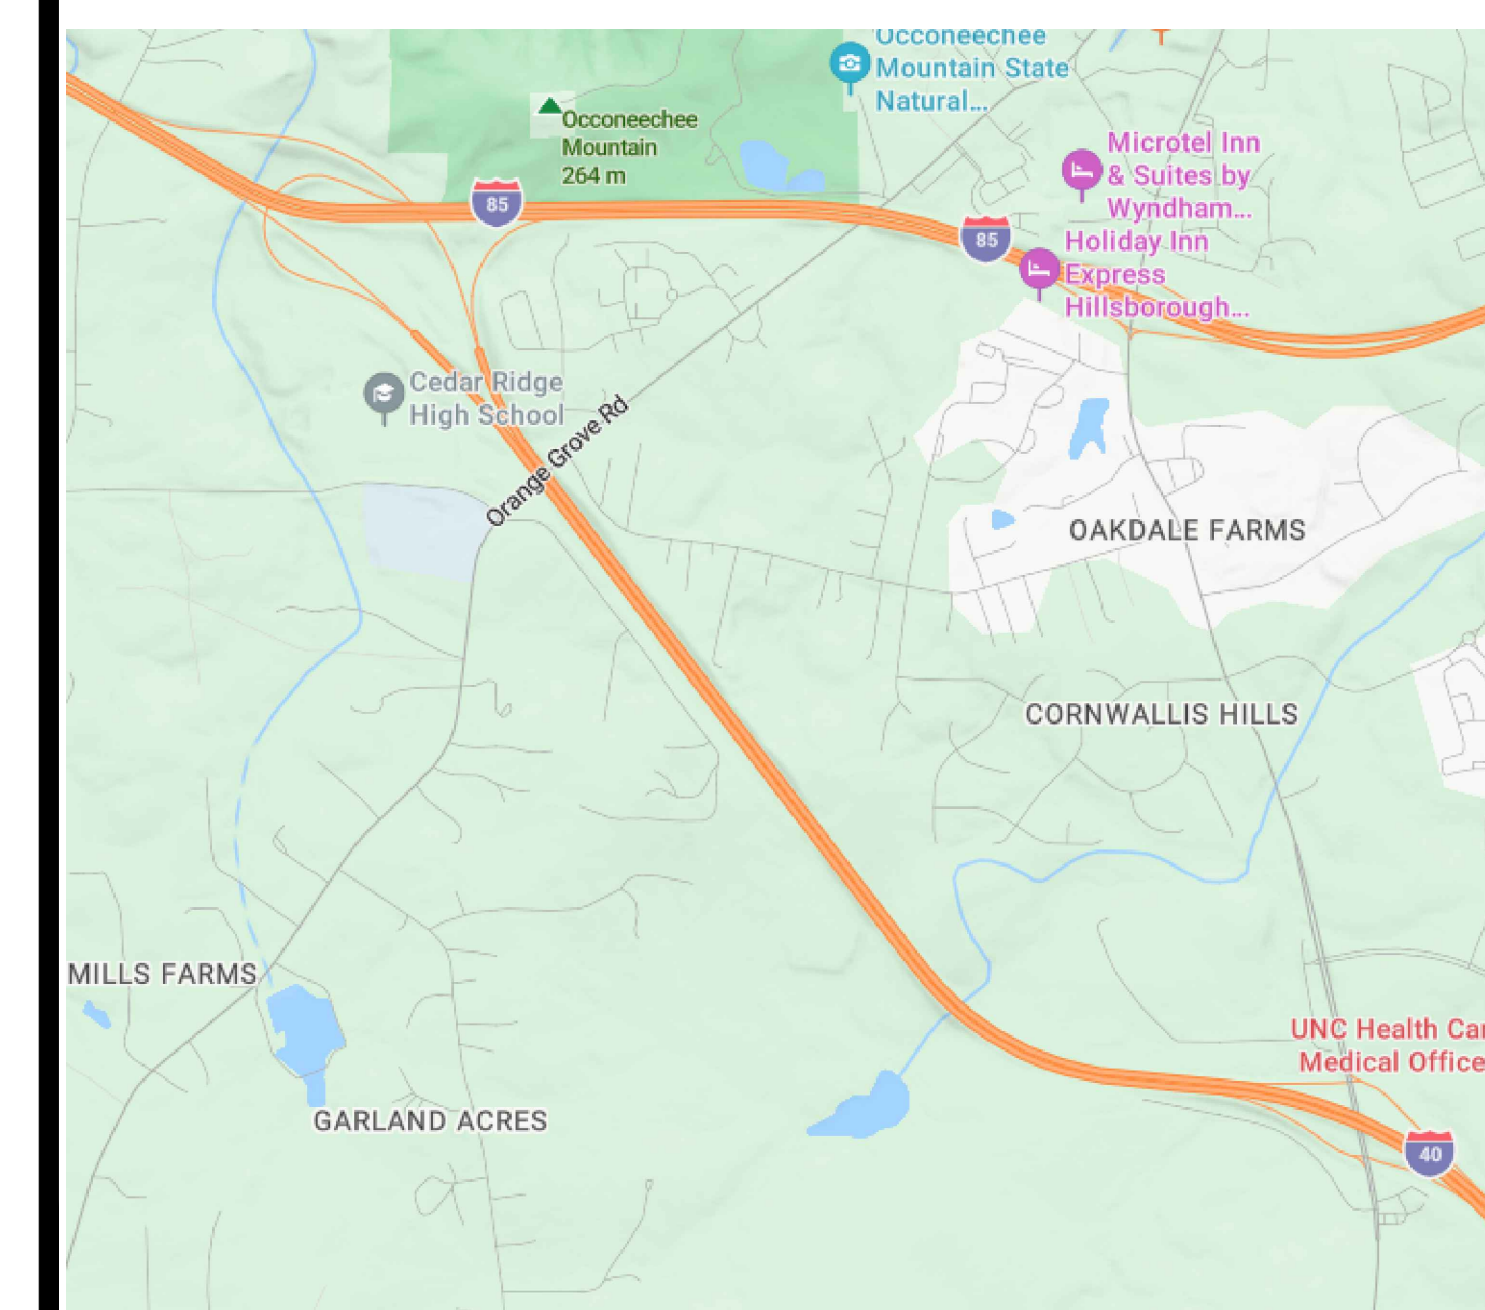 Occoneechee
Mountain State
Natural...
Occoneechee
Mountain
264 m
Microtel Inn
& Suites by
Wyndham...
85
85
Holiday Inn
Express
Hillsborough...
Cedar Ridge
High School
Orange Grove Rd
OAKDALE FARMS
CORNWALLIS HILLS
MILLS FARMS
UNC Health Car
Medical Office
GARLAND ACRES
40